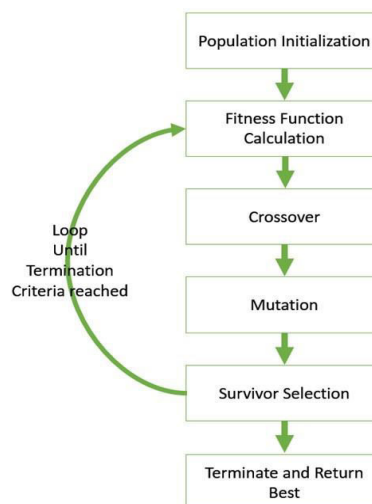 Population Initialization
Fitness Function
Calculation
Crossover
Loop
Until
Termination
Criteria reached
Mutation
Survivor Selection
Terminate and Return
Best